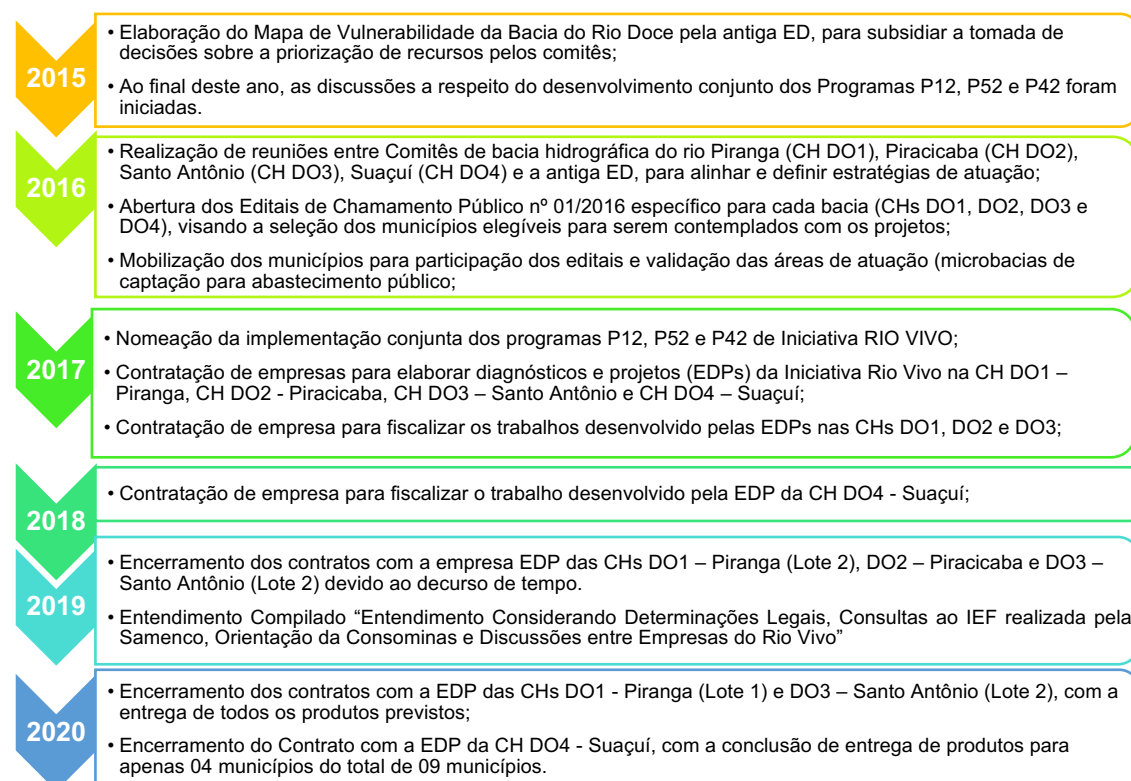 2015
• Elaboração do Mapa de Vulnerabilidade da Bacia do Rio Doce pela antiga ED, para subsidiar a tomada de
decisões sobre a priorização de recursos pelos comitês;
• Ao final deste ano, as discussões a respeito do desenvolvimento conjunto dos Programas P12, P52 e P42 foram
iniciadas.
2016
• Realização de reuniões entre Comitês de bacia hidrográfica do rio Piranga (CH DO1), Piracicaba (CH DO2),
Santo Antônio (CH DO3), Suaçuí (CH DO4) e a antiga ED, para alinhar e definir estratégias de atuação;
• Abertura dos Editais de Chamamento Público nº 01/2016 específico para cada bacia (CHs DO1, DO2, DO3 e
DO4), visando a seleção dos municípios elegíveis para serem contemplados com os projetos;
• Mobilização dos municípios para participação dos editais e validação das áreas de atuação (microbacias de
captação para abastecimento público;
2017
• Nomeação da implementação conjunta dos programas P12, P52 e P42 de Iniciativa RIO VIVO;
• Contratação de empresas para elaborar diagnósticos e projetos (EDPs) da Iniciativa Rio Vivo na CH DO1 –
Piranga, CH DO2 - Piracicaba, CH DO3 – Santo Antônio e CH DO4 – Suaçuí;
• Contratação de empresa para fiscalizar os trabalhos desenvolvido pelas EDPs nas CHs DO1, DO2 e DO3;
2018
• Contratação de empresa para fiscalizar o trabalho desenvolvido pela EDP da CH DO4 - Suaçuí;
2019
• Encerramento dos contratos com a empresa EDP das CHs DO1 – Piranga (Lote 2), DO2 – Piracicaba e DO3 –
Santo Antônio (Lote 2) devido ao decurso de tempo.
• Entendimento Compilado “Entendimento Considerando Determinações Legais, Consultas ao IEF realizada pela
Samenco, Orientação da Consominas e Discussões entre Empresas do Rio Vivo”
2020
• Encerramento dos contratos com a EDP das CHs DO1 - Piranga (Lote 1) e DO3 – Santo Antônio (Lote 2), com a
entrega de todos os produtos previstos;
• Encerramento do Contrato com a EDP da CH DO4 - Suaçuí, com a conclusão de entrega de produtos para
apenas 04 municípios do total de 09 municípios.